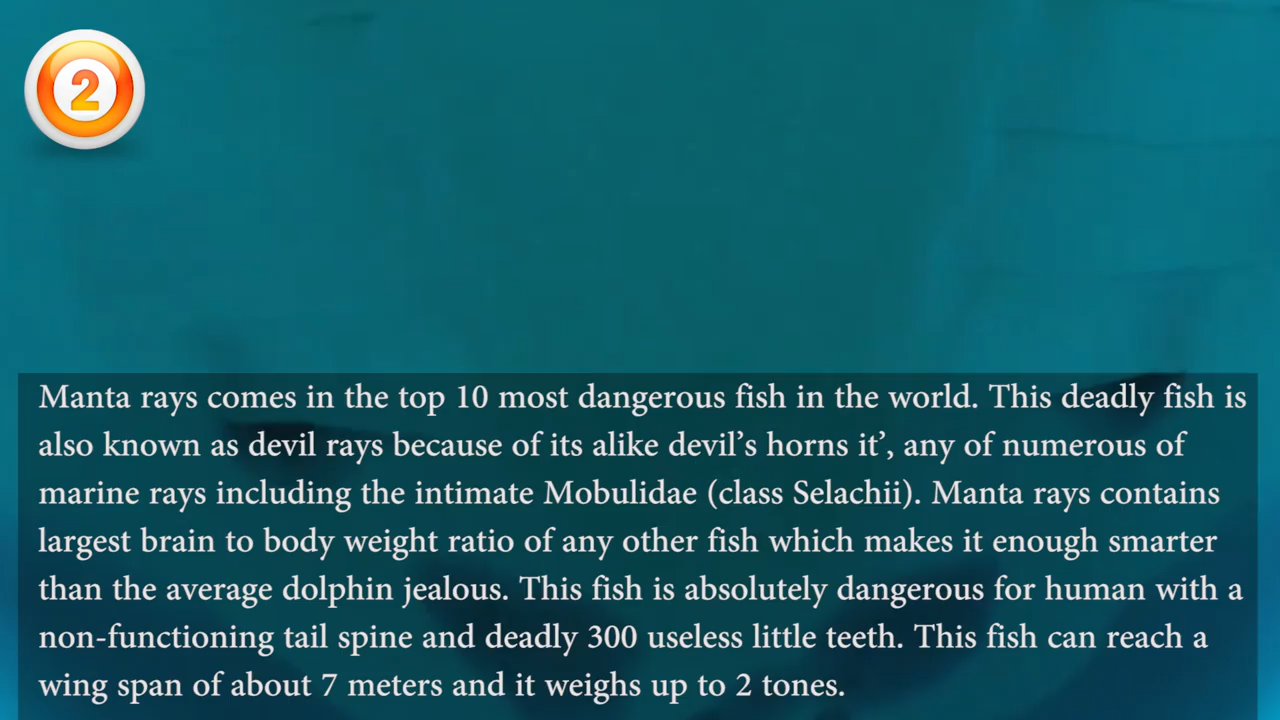 2
Manta rays comes in the top 10 most dangerous fish in the world. This deadly fish is
also known as devil rays because of its alike devil’s horns it’, any of numerous of
marine rays including the intimate Mobulidae (class Selachii). Manta rays contains
largest brain to body weight ratio of any other fish which makes it enough smarter
than the average dolphin jealous. This fish is absolutely dangerous for human with a
non-functioning tail spine and deadly 300 useless little teeth. This fish can reach a
wing span of about 7 meters and it weighs up to 2 tones.